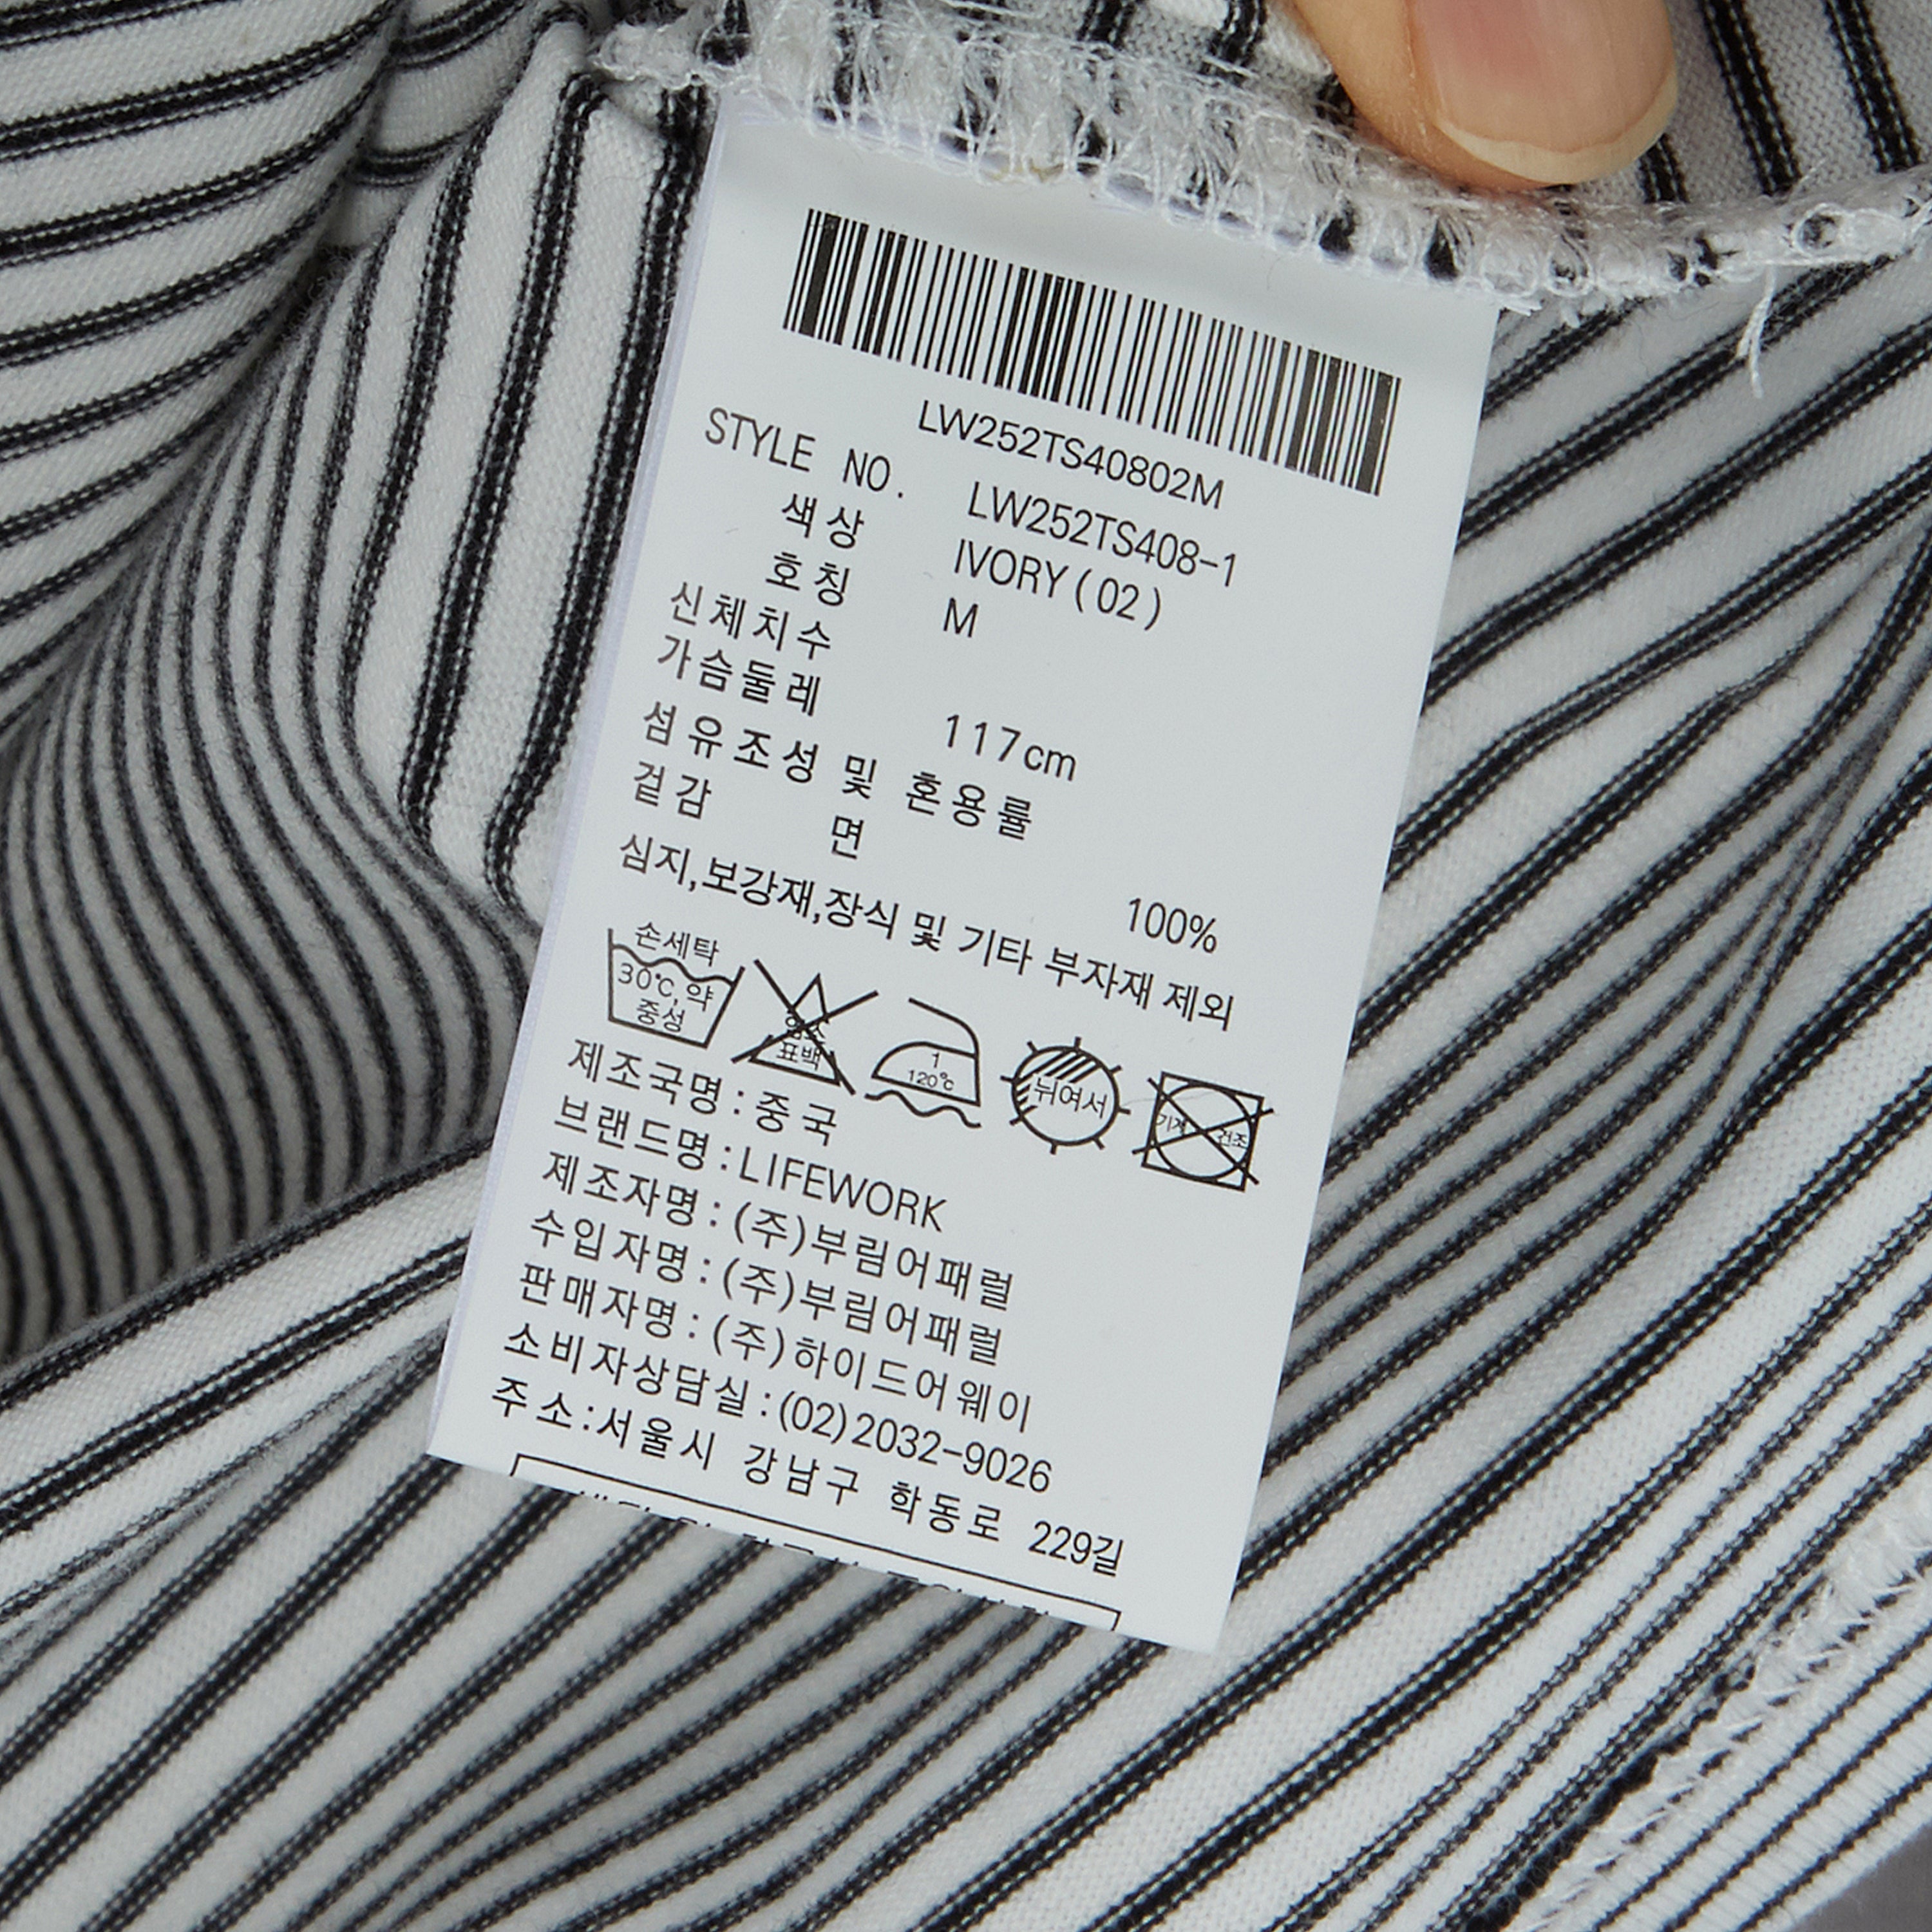 LW252TS40802M
STYLE NO. LW252TS408-1
색상 IVORY(02)
호칭 M
신체치수
가슴둘레 117cm
섬유조성 및 혼용률
겉감 면 100%
심지,보강재,장식 및 기타 부자재 제외
손세탁
30℃,약
중성
표백
1
120℃
뉘여서
기계 건조
제조국명:중국
브랜드명:LIFEWORK
제조자명:(주)부림어패럴
수입자명:(주)부림어패럴
판매자명:(주)하이드어웨이
소비자상담실:(02)2032-9026
주소:서울시 강남구 학동로 229길